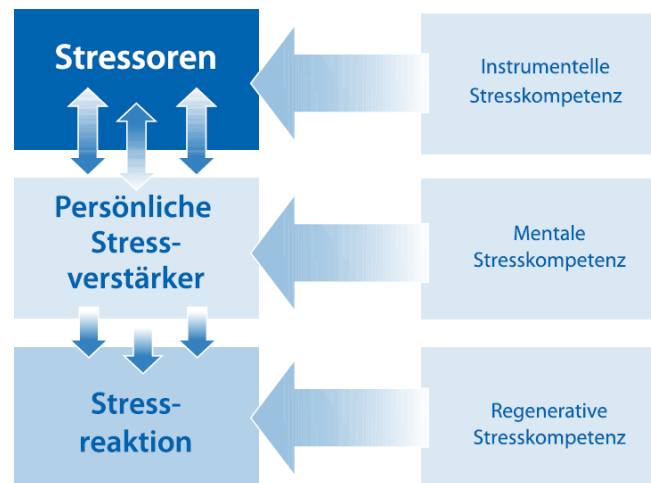 Stressoren
Instrumentelle
Stresskompetenz
Persönliche
Stress-
verstärker
Mentale
Stresskompetenz
Stress-
reaktion
Regenerative
Stresskompetenz